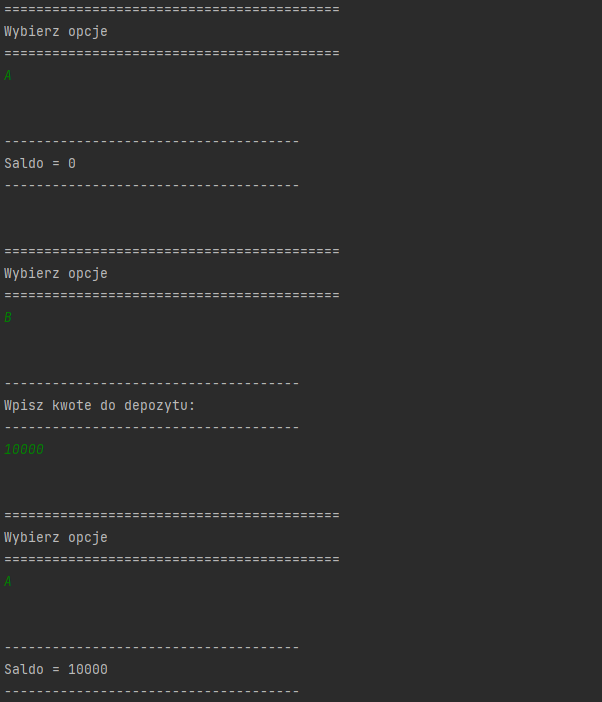 ==========================================
Wybierz opcje
==========================================
A
-------------------------------------
Saldo = 0
-------------------------------------
==========================================
Wybierz opcje
==========================================
B
-------------------------------------
Wpisz kwote do depozytu:
-------------------------------------
10000
==========================================
Wybierz opcje
==========================================
A
-------------------------------------
Saldo = 10000
-------------------------------------